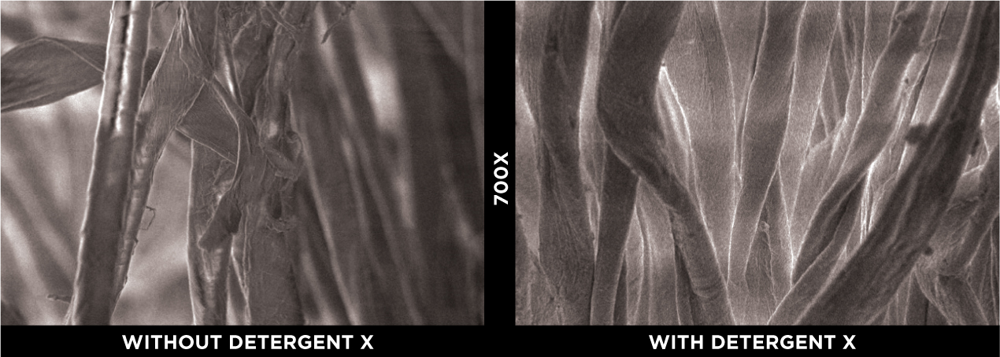 WITHOUT DETERGENT X
700X
WITH DETERGENT X